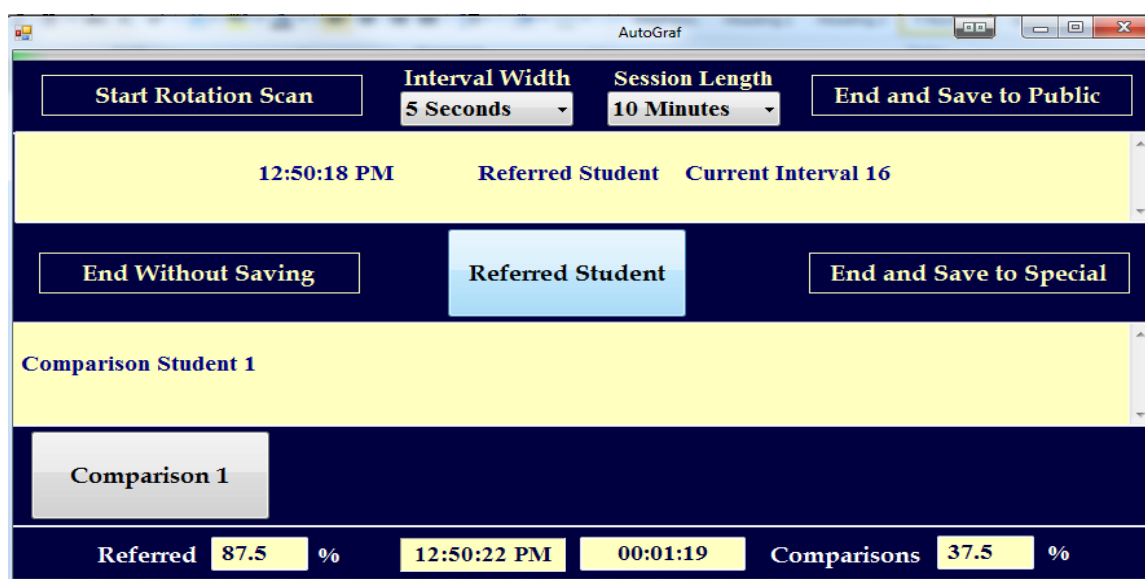 AutoGraf
Start Rotation Scan
Interval Width
5 Seconds
Session Length
10 Minutes
End and Save to Public
12:50:18 PM Referred Student Current Interval 16
End Without Saving
Referred Student
End and Save to Special
Comparison Student 1
Comparison 1
Referred 87.5 % 12:50:22 PM 00:01:19 Comparisons 37.5 %